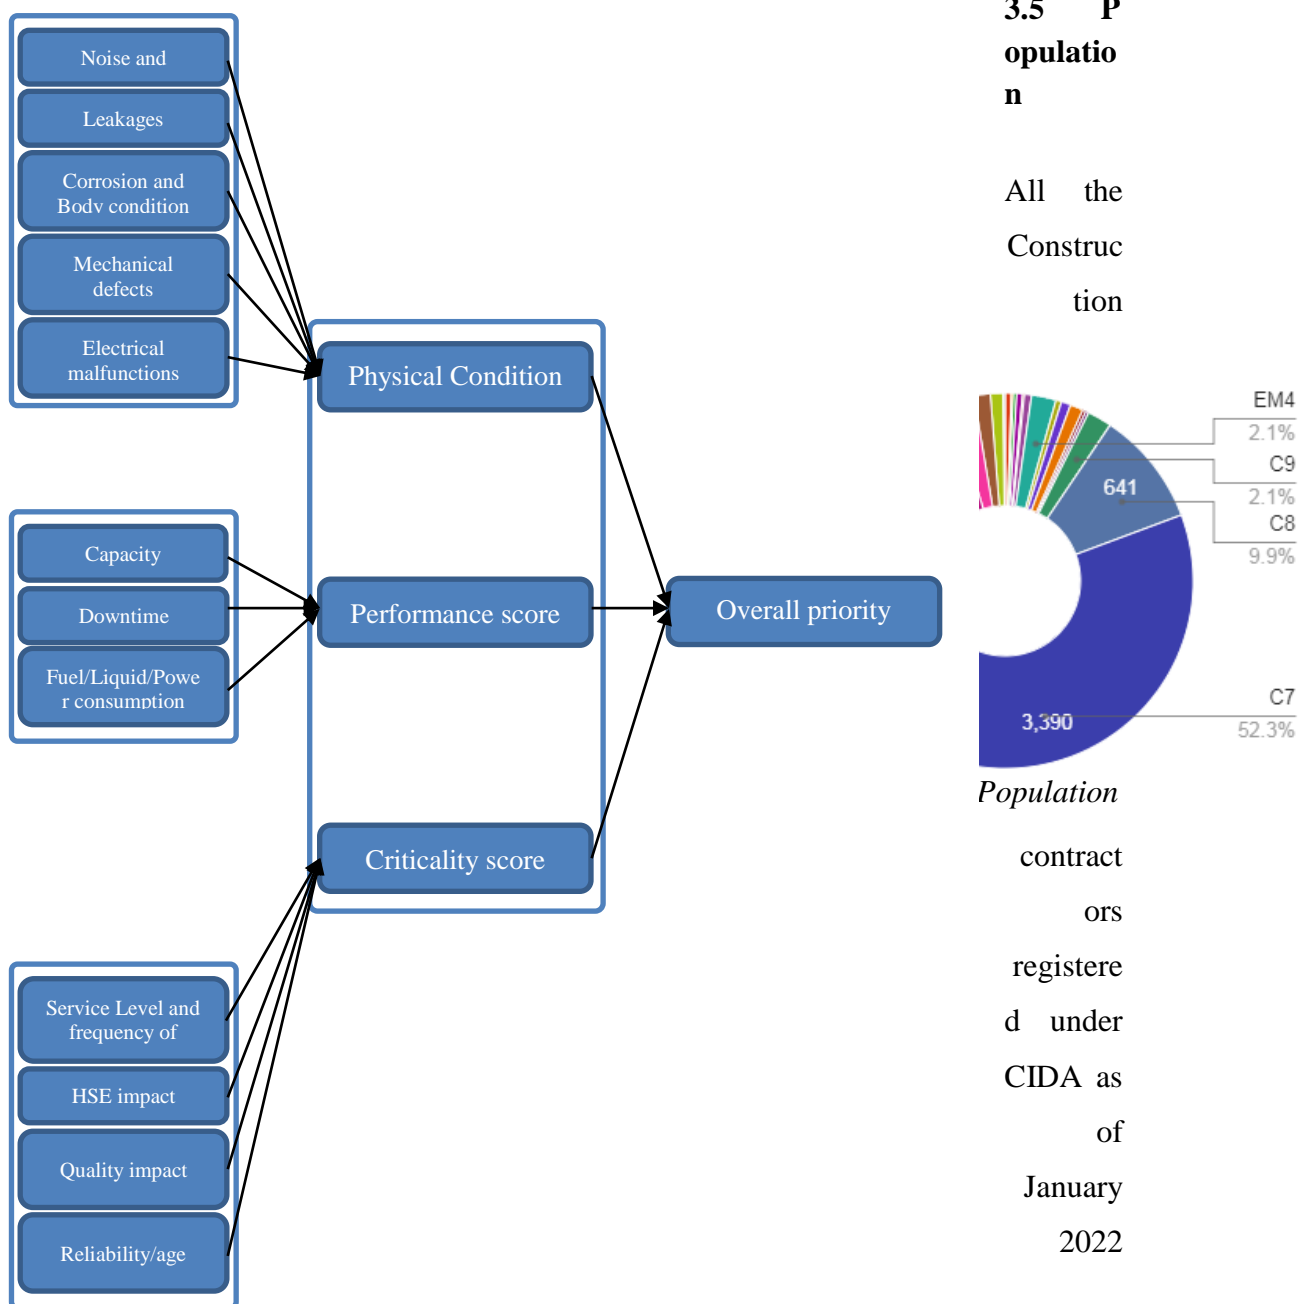 Noise and
Leakages
Corrosion and
Body condition
Mechanical
defects
Electrical
malfunctions
Physical Condition
Capacity
Downtime
Fuel/Liquid/Powe
r consumption
Performance score
Overall priority
Criticality score
Service Level and
frequency of
HSE impact
Quality impact
Reliability/age
3.5 P
opulatio
n
All the
Construc
tion
EM4
2.1%
C9
2.1%
C8
9.9%
641
C7
52.3%
3,390
Population
contract
ors
registere
d under
CIDA as
of
January
2022